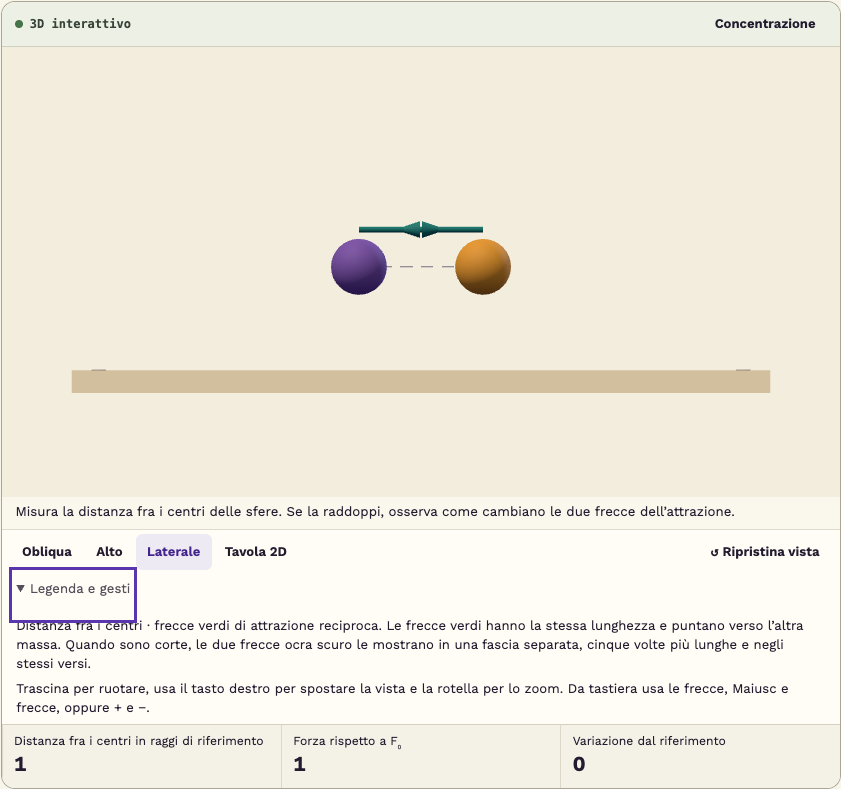 3D interattivo
Concentrazione
Misura la distanza fra i centri delle sfere. Se la raddoppi, osserva come cambiano le due frecce dell’attrazione.
Obliqua Alto Laterale Tavola 2D ↺ Ripristina vista
▼ Legenda e gesti
Distanza fra i centri · frecce verdi di attrazione reciproca. Le frecce verdi hanno la stessa lunghezza e puntano verso l’altra
massa. Quando sono corte, le due frecce ocra scuro le mostrano in una fascia separata, cinque volte più lunghe e negli
stessi versi.
Trascina per ruotare, usa il tasto destro per spostare la vista e la rotella per lo zoom. Da tastiera usa le frecce, Maiusc e
frecce, oppure + e −.
Distanza fra i centri in raggi di riferimento
1
Forza rispetto a F₀
1
Variazione dal riferimento
0